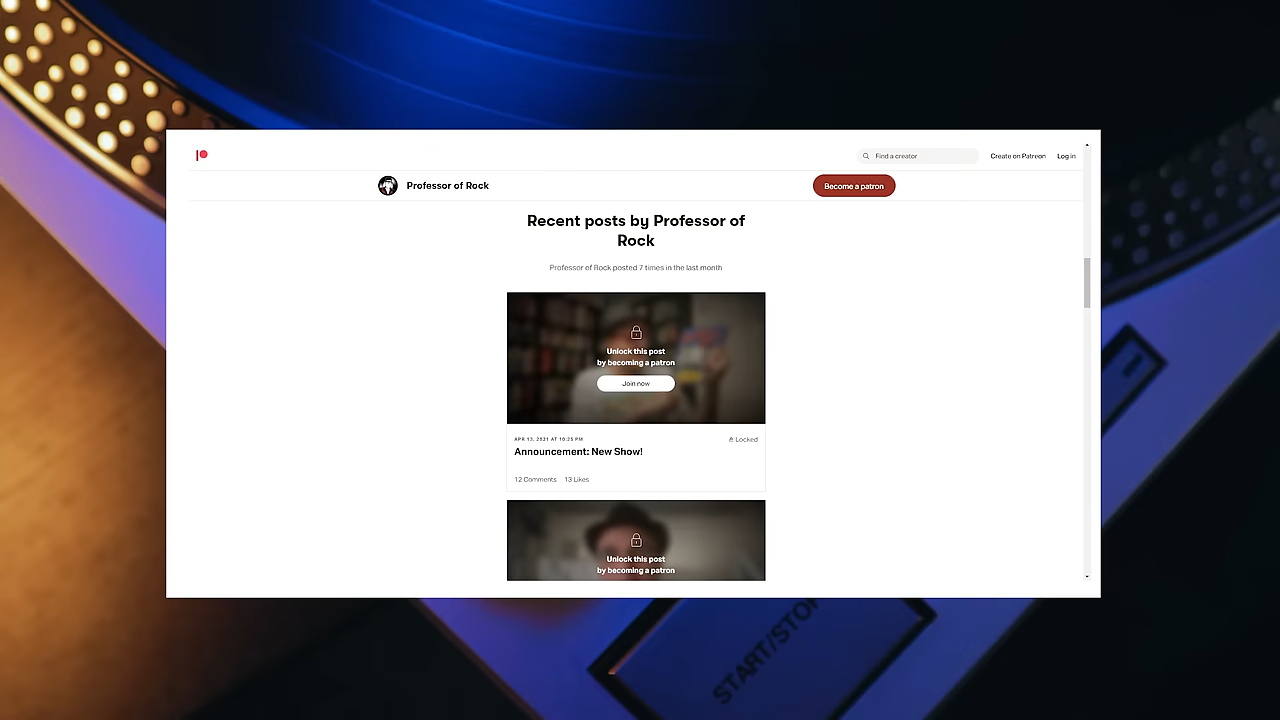 Find a creator
Create on Patreon
Log in
Professor of Rock
Become a patron
Recent posts by Professor of
Rock
Professor of Rock posted 7 times in the last month
Unlock this post
by becoming a patron
Join now
APR 13, 2021 AT 10:25 PM
Locked
Announcement: New Show!
12 Comments
13 Likes
Unlock this post
by becoming a patron
START/STOP